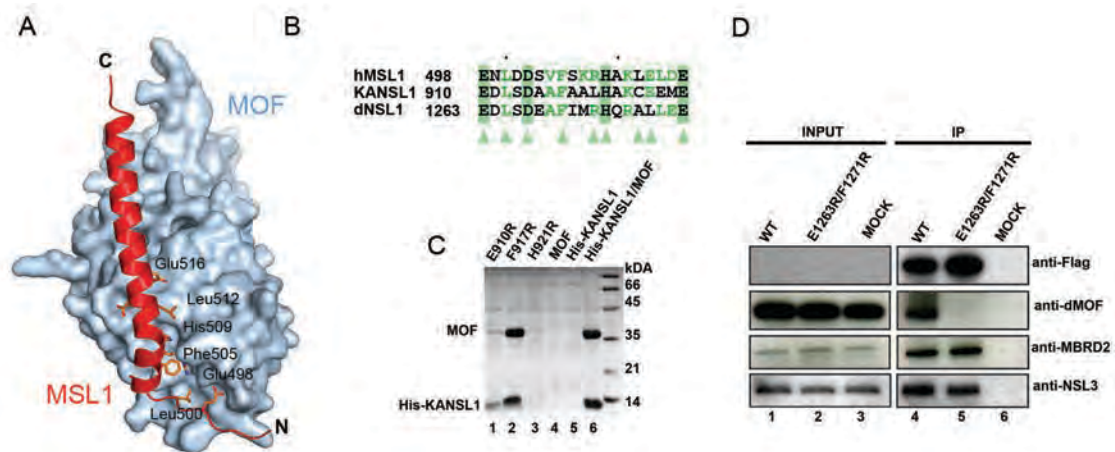 A
B
C
MOF
Glu516
Leu512
His509
Phe505
Glu498
MSL1
Leu500
N
hMSL1 498 ENLDDSVFSKRHAKLELDE
KANSL1 910 EDLSDAAFAALHAKCEEME
dNSL1 1263 EDLSDEAFIMRHQRALLEE
C
E910R
F917R
H921R
MOF
His-KANSL1
His-KANSL1/MOF
kDA
66
45
MOF
35
21
His-KANSL1
14
1 2 3 4 5 6
D
INPUT IP
WT
E1263R/F1271R
MOCK
WT
E1263R/F1271R
MOCK
anti-Flag
anti-dMOF
anti-MBRD2
anti-NSL3
1 2 3 4 5 6